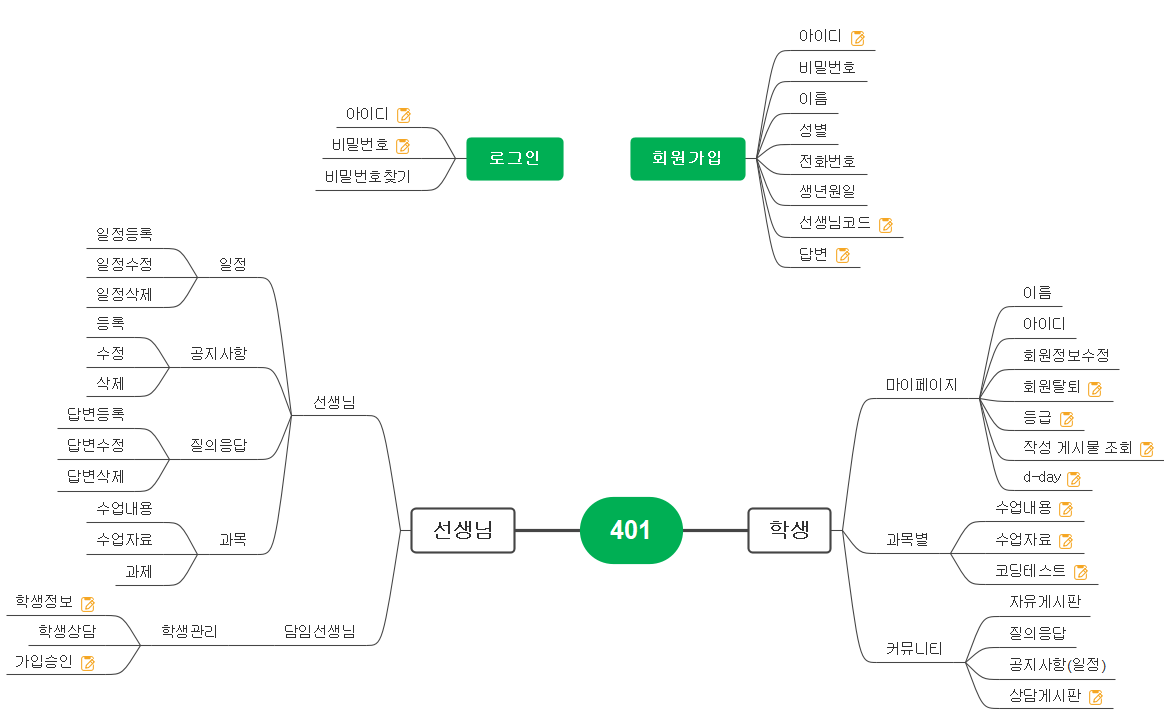 로그인
아이디
비밀번호
비밀번호찾기
회원가입
아이디
비밀번호
이름
성별
전화번호
생년원일
선생님코드
답변
401
선생님
선생님
일정
일정등록
일정수정
일정삭제
공지사항
등록
수정
삭제
질의응답
답변등록
답변수정
답변삭제
과목
수업내용
수업자료
과제
담임선생님
학생관리
학생정보
학생상담
가입승인
학생
마이페이지
이름
아이디
회원정보수정
회원탈퇴
등급
작성 게시물 조회
d-day
과목별
수업내용
수업자료
코딩테스트
커뮤니티
자유게시판
질의응답
공지사항(일정)
상담게시판